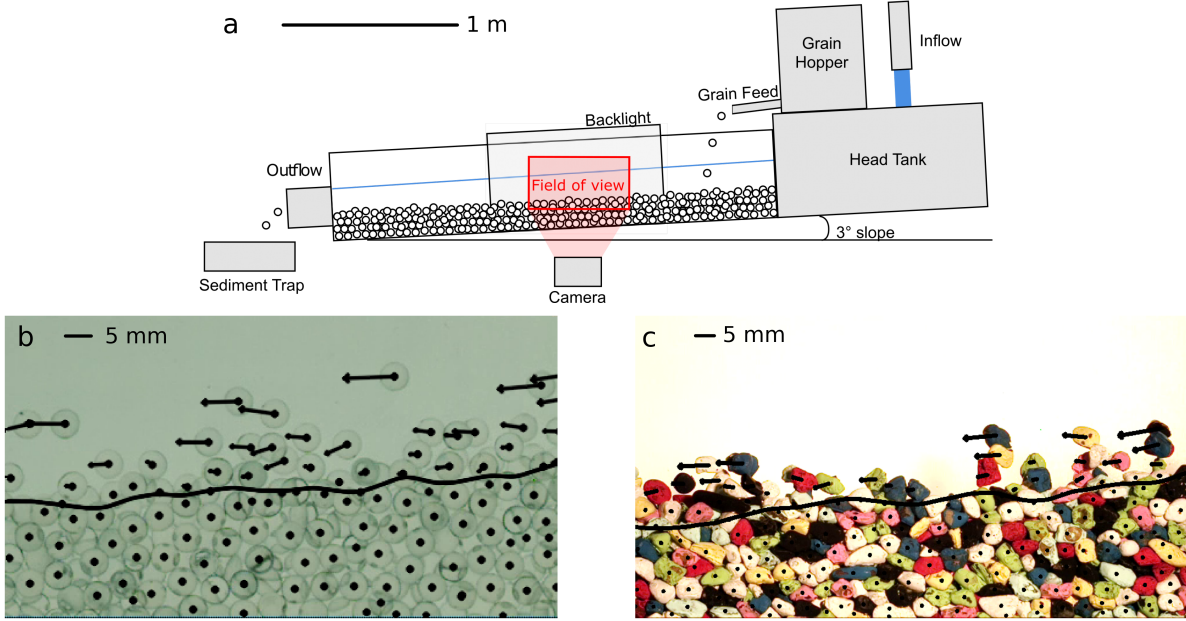 a
1 m
Grain
Hopper
Inflow
Grain Feed
Backlight
Head Tank
Outflow
Field of view
3° slope
Sediment Trap
Camera
b
5 mm
c
5 mm